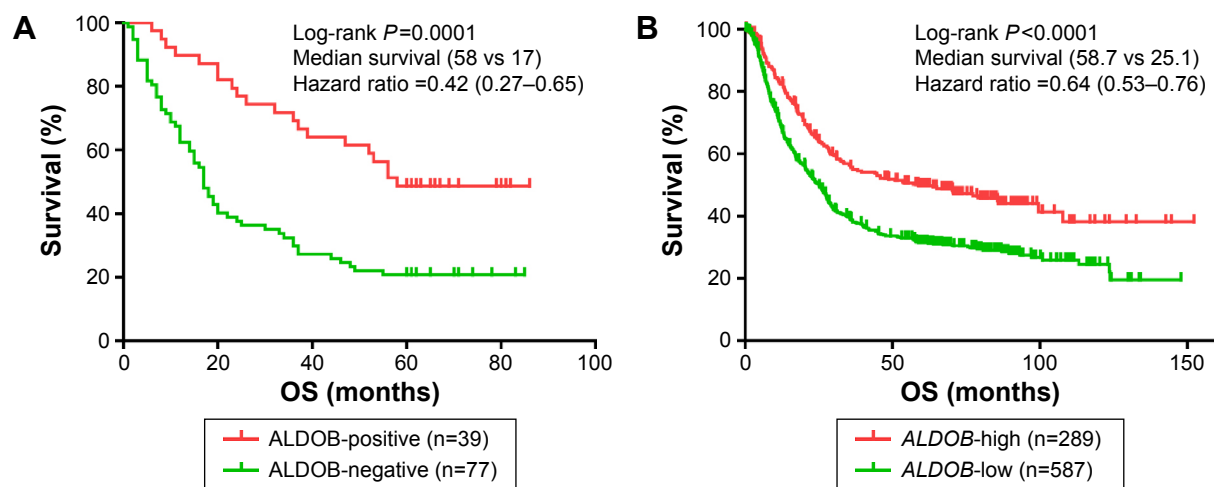 A
Log-rank P=0.0001
Median survival (58 vs 17)
Hazard ratio =0.42 (0.27–0.65)
Survival (%)
100
80
60
40
20
0
0 20 40 60 80 100
OS (months)
ALDOB-positive (n=39)
ALDOB-negative (n=77)
B
Log-rank P<0.0001
Median survival (58.7 vs 25.1)
Hazard ratio =0.64 (0.53–0.76)
Survival (%)
100
80
60
40
20
0
0 50 100 150
OS (months)
ALDOB-high (n=289)
ALDOB-low (n=587)